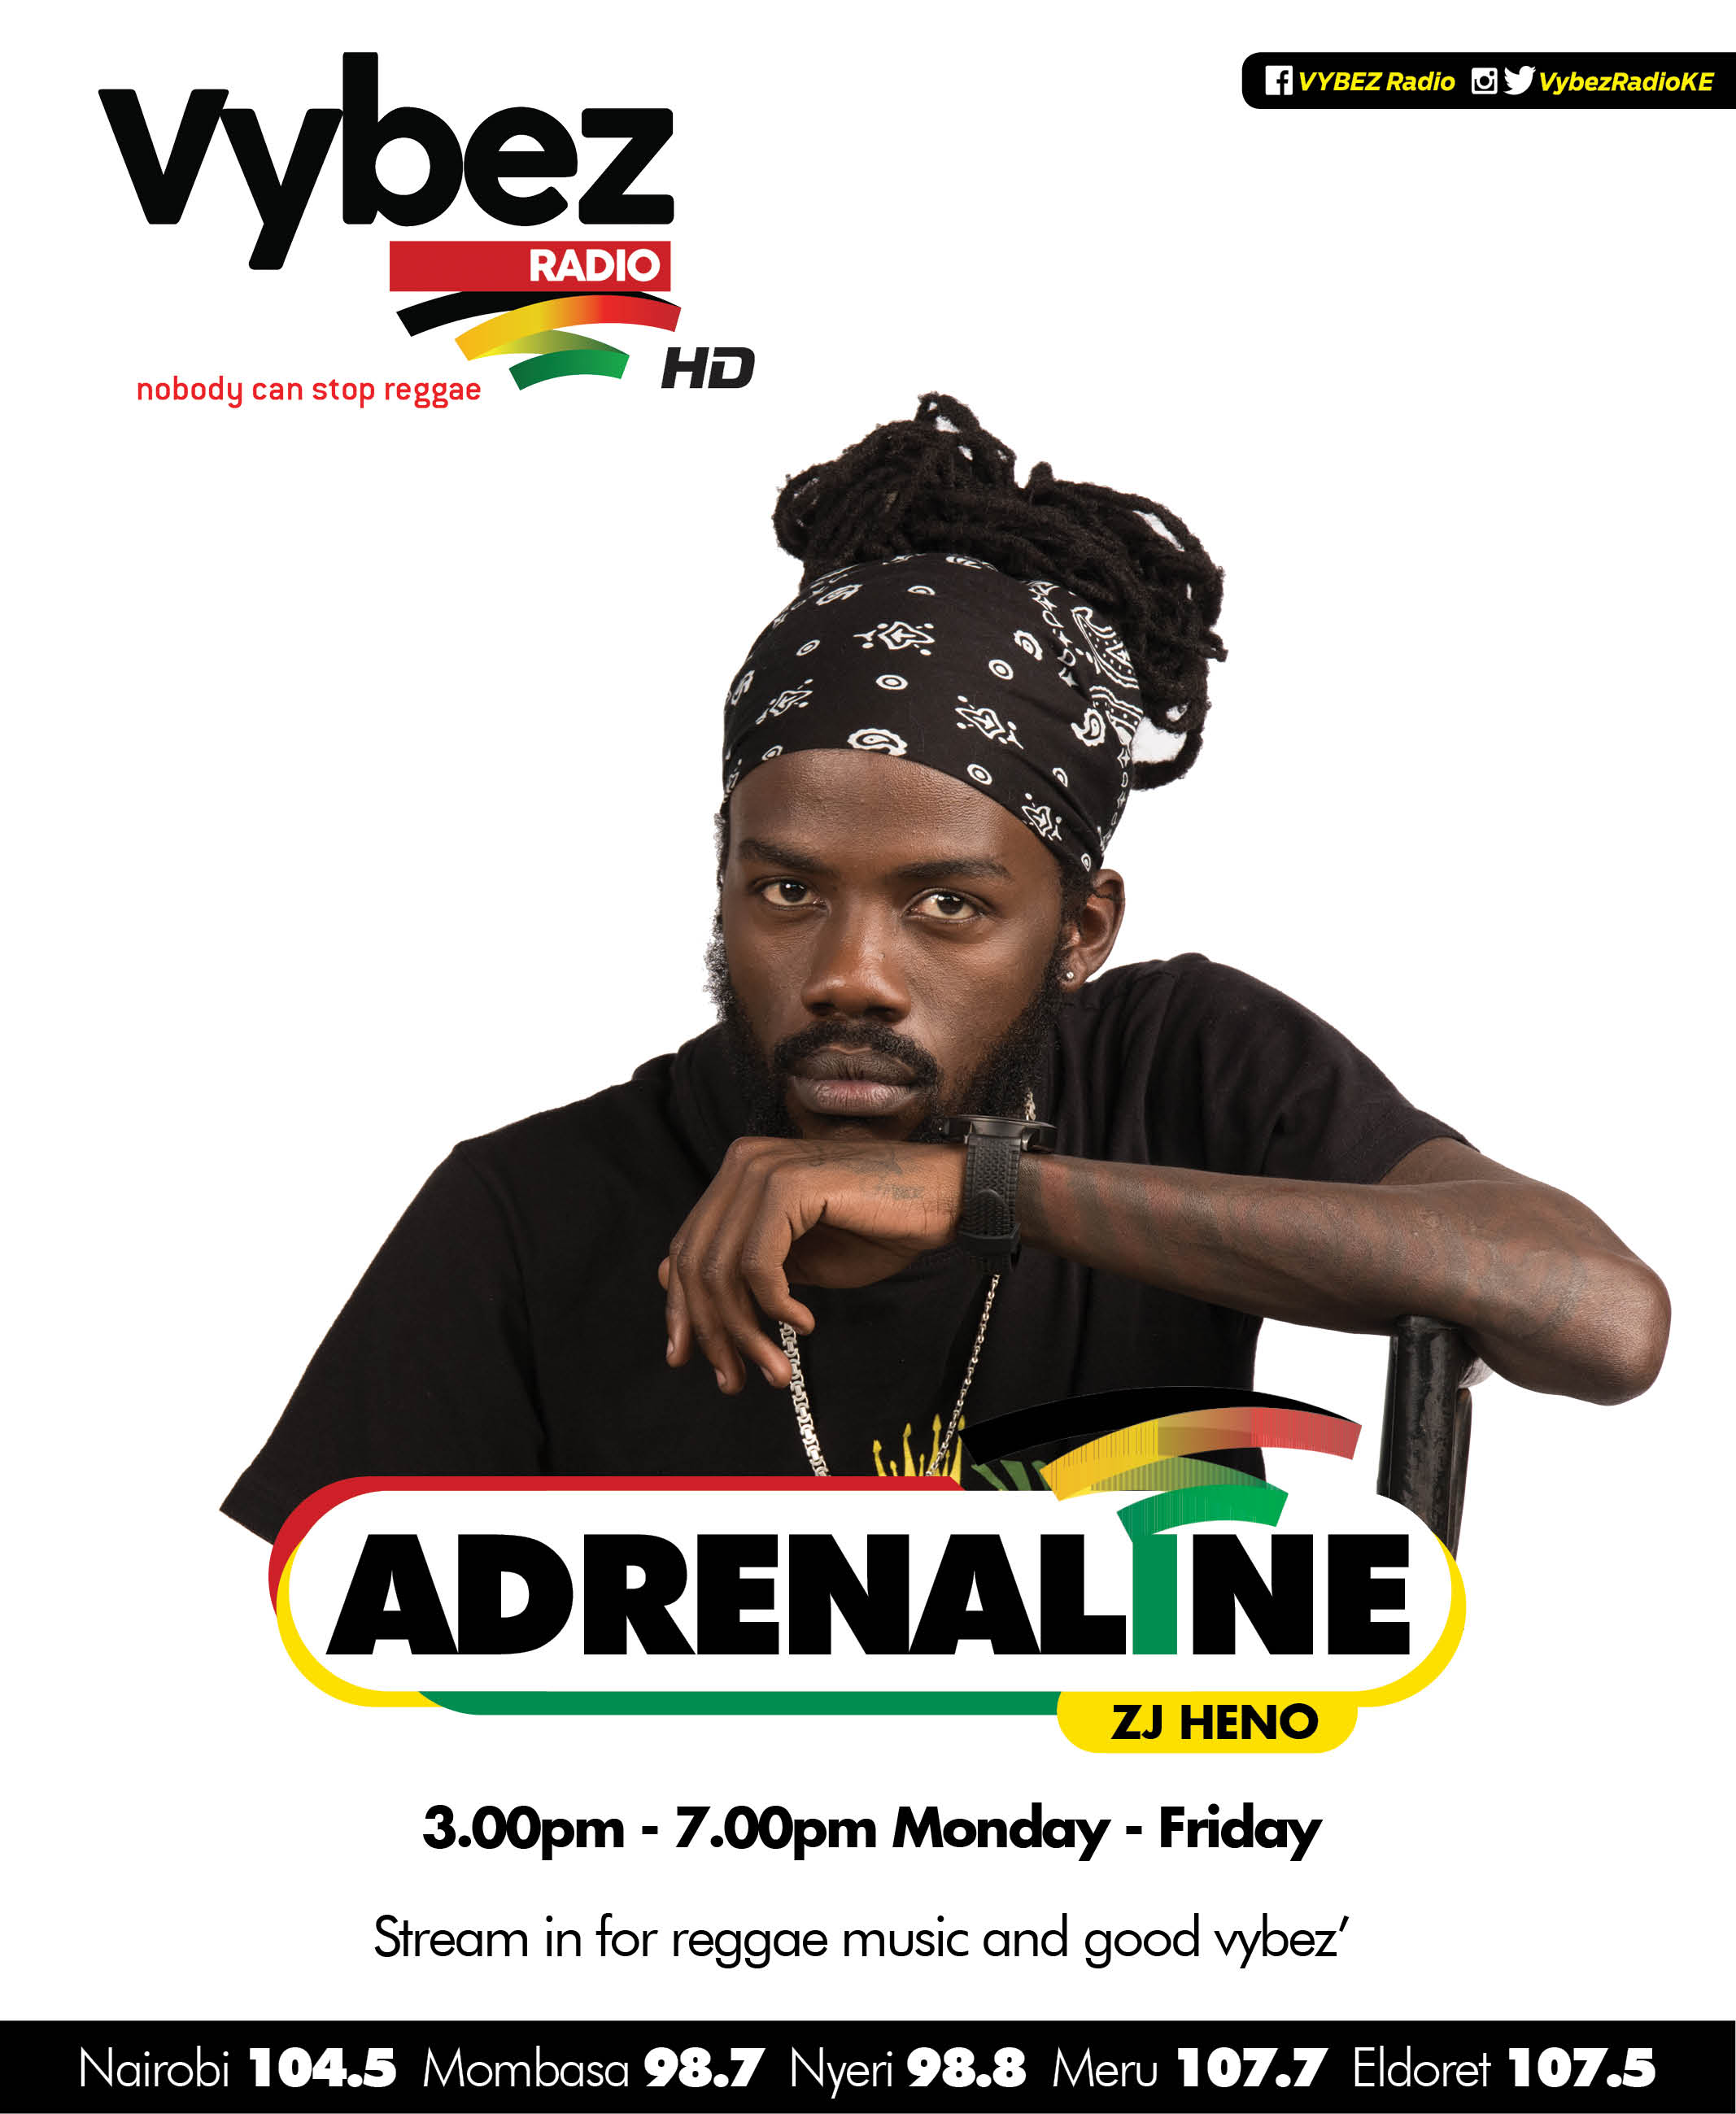 vybez
RADIO
HD
nobody can stop reggae
VYBEZ Radio VybezRadioKE
ADRENALINE
ZJ HENO
3.00pm - 7.00pm Monday - Friday
Stream in for reggae music and good vybez’
Nairobi 104.5 Mombasa 98.7 Nyeri 98.8 Meru 107.7 Eldoret 107.5